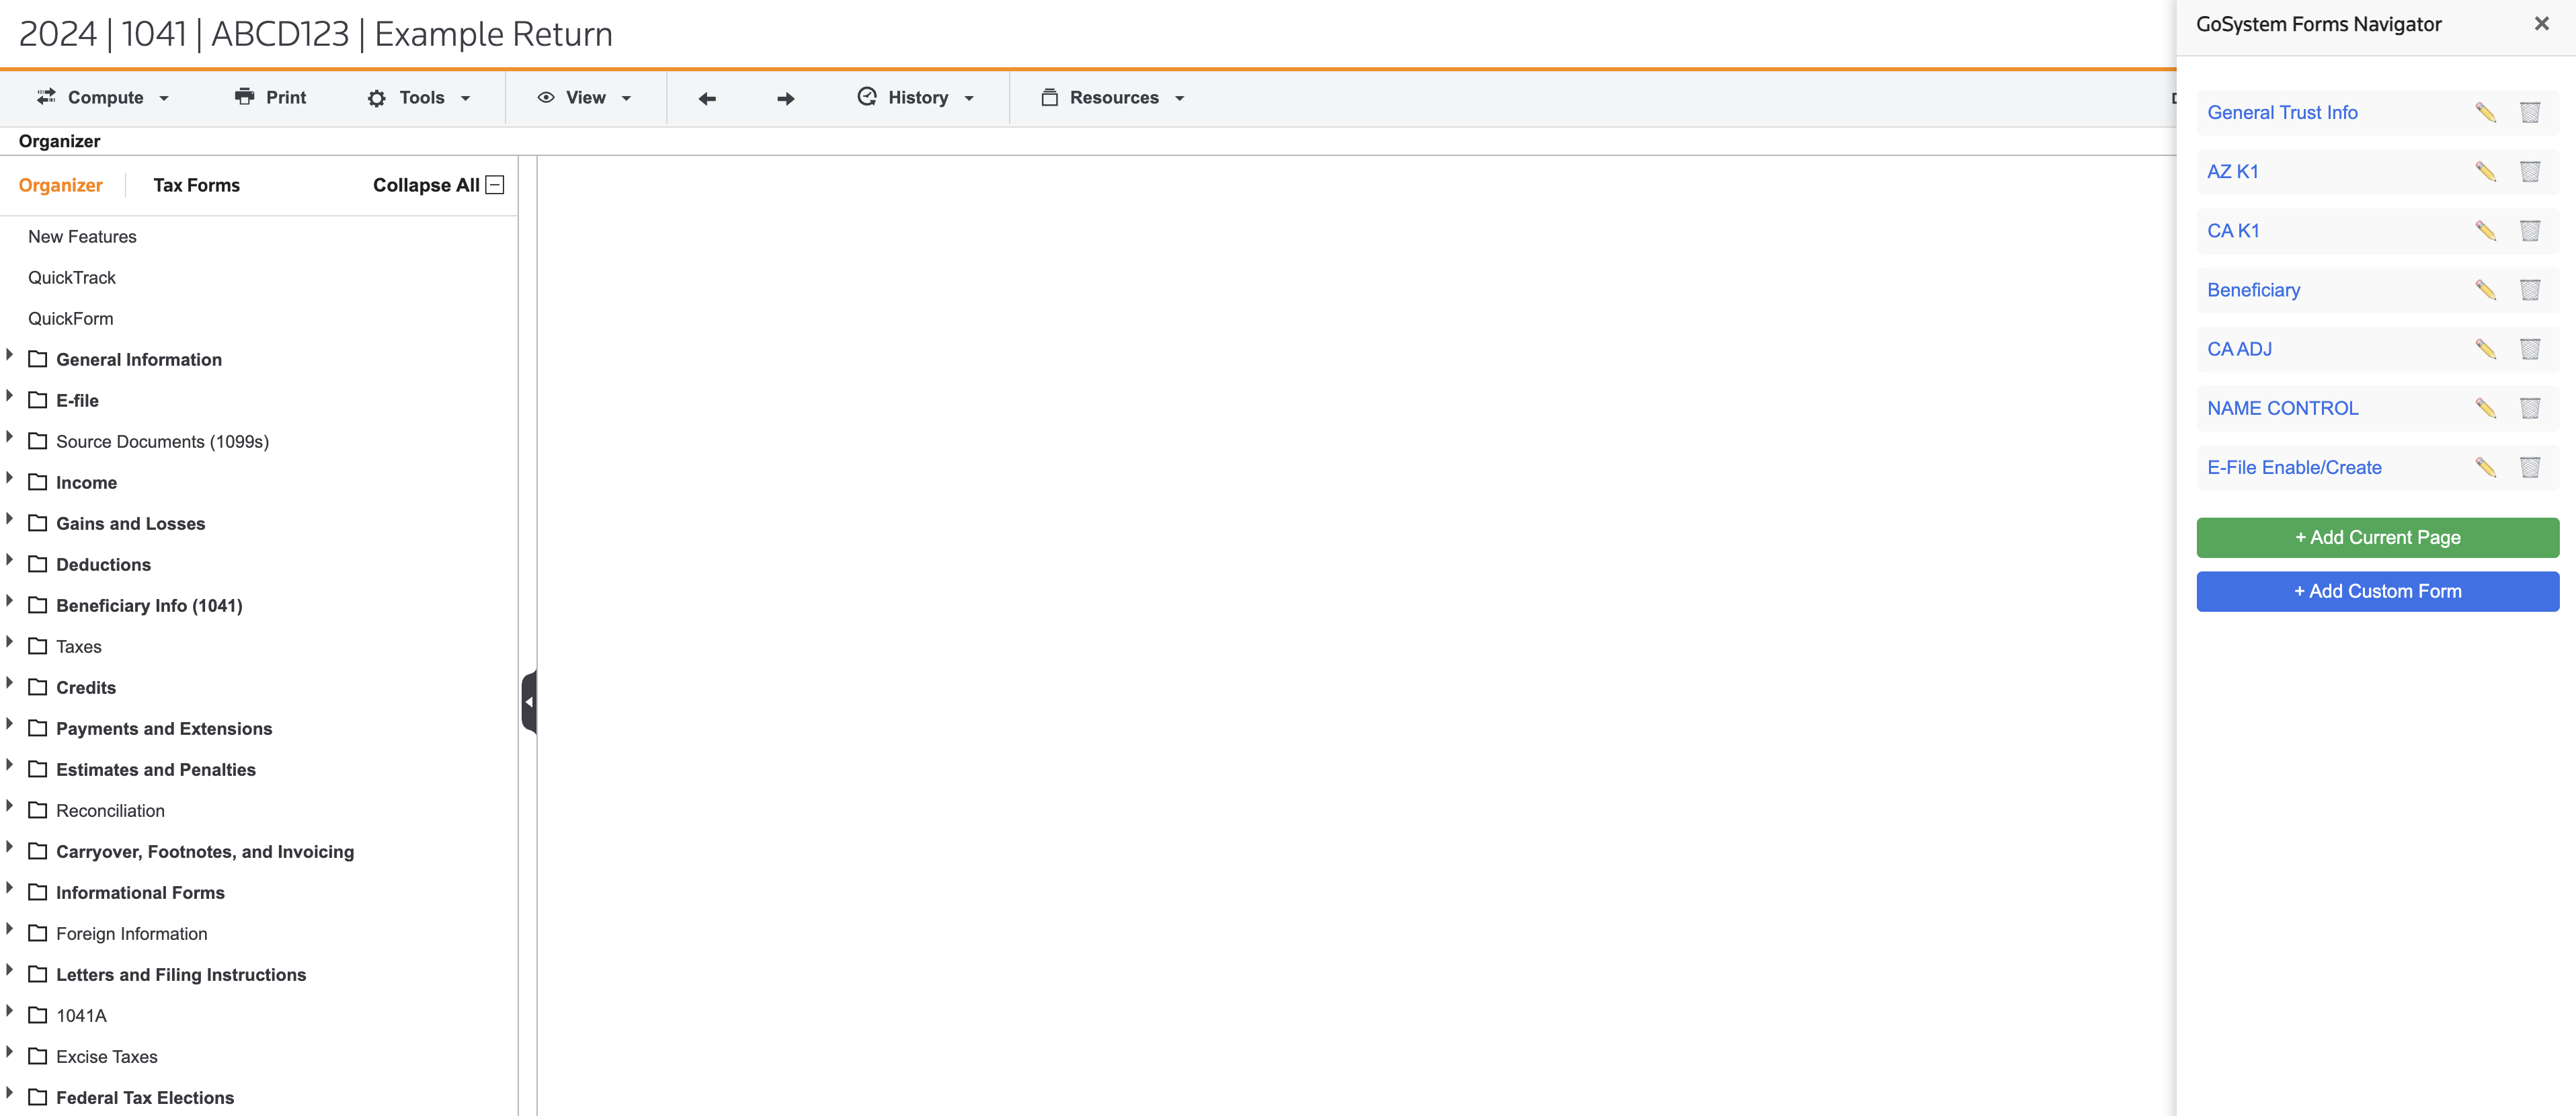 2024 | 1041 | ABCD123 | Example Return
Compute
Print
Tools
View
History
Resources
Organizer
Organizer
Tax Forms
Collapse All
New Features
QuickTrack
QuickForm
General Information
E-file
Source Documents (1099s)
Income
Gains and Losses
Deductions
Beneficiary Info (1041)
Taxes
Credits
Payments and Extensions
Estimates and Penalties
Reconciliation
Carryover, Footnotes, and Invoicing
Informational Forms
Foreign Information
Letters and Filing Instructions
1041A
Excise Taxes
Federal Tax Elections
GoSystem Forms Navigator
General Trust Info
AZ K1
CA K1
Beneficiary
CA ADJ
NAME CONTROL
E-File Enable/Create
+ Add Current Page
+ Add Custom Form